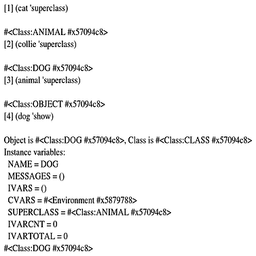 [1] (cat 'superclass)
#<Class:ANIMAL #x57094c8>
[2] (collie 'superclass)
#<Class:DOG #x57094c8>
[3] (animal 'superclass)
#<Class:OBJECT #x57094c8>
[4] (dog 'show)
Object is #<Class:DOG #x57094c8>, Class is #<Class:CLASS #x57094c8>
Instance variables:
NAME = DOG
MESSAGES = ()
IVARS = ()
CVARS = #<Environment #x5879788>
SUPERCLASS = #<Class:ANIMAL #x57094c8>
IVARCNT = 0
IVARTOTAL = 0
#<Class:DOG #x57094c8>